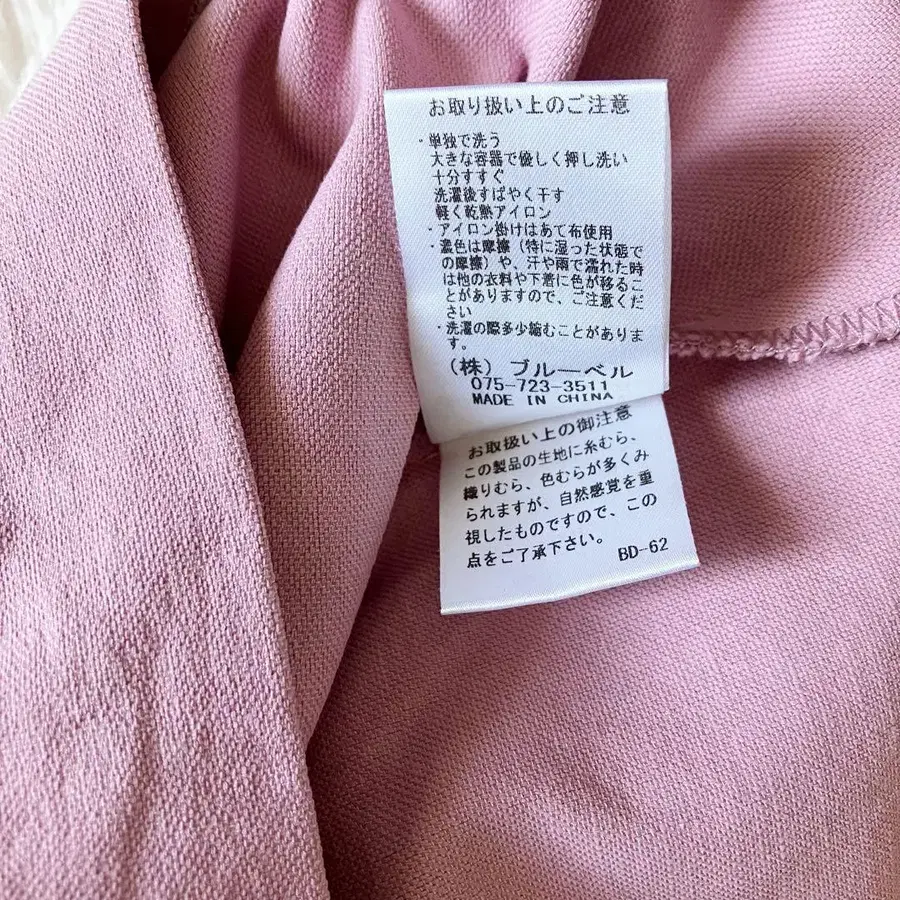 お取り扱い上のご注意
・単独で洗う
大きな容器で優しく押し洗い
十分すすぐ
洗濯後すばやく干す
軽く乾熱アイロン
・アイロン掛けはあて布使用
・濃色は摩擦（特に湿った状態で
の摩擦）や、汗や雨で濡れた時
は他の衣料や下着に色が移るこ
とがありますので、ご注意くだ
さい
・洗濯の際多少縮むことがありま
す。
（株）ブルーベル
075-723-3511
MADE IN CHINA
お取扱い上の御注意
この製品の生地に糸むら、
織りむら、色むらが多くみ
られますが、自然感覚を重
視したものですので、この
点をご了承下さい。
BD-62